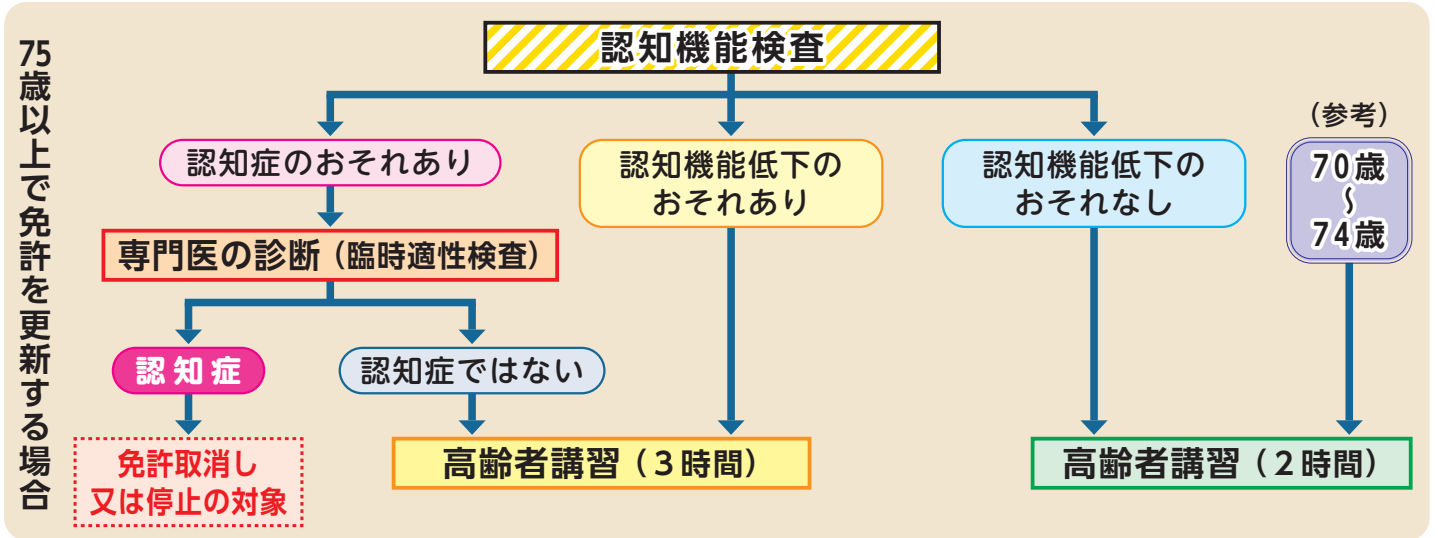 75歳以上で免許を更新する場合
認知機能検査
認知症のおそれあり
認知機能低下の
おそれあり
認知機能低下の
おそれなし
（参考）
70歳
〜
74歳
専門医の診断（臨時適性検査）
認知症
認知症ではない
免許取消し
又は停止の対象
高齢者講習（３時間）
高齢者講習（２時間）